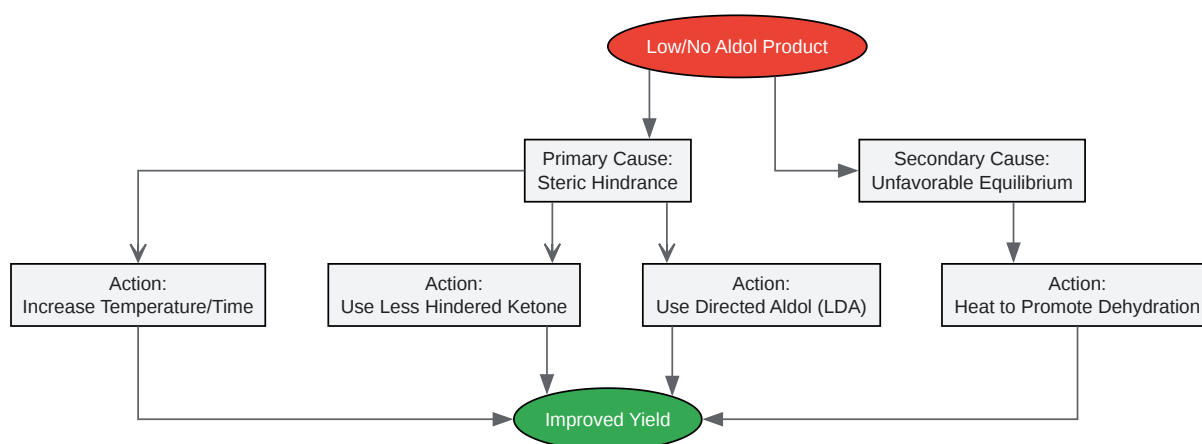 Low/No Aldol Product
Primary Cause:
Steric Hindrance
Secondary Cause:
Unfavorable Equilibrium
Action:
Increase Temperature/Time
Action:
Use Less Hindered Ketone
Action:
Use Directed Aldol (LDA)
Action:
Heat to Promote Dehydration
Improved Yield